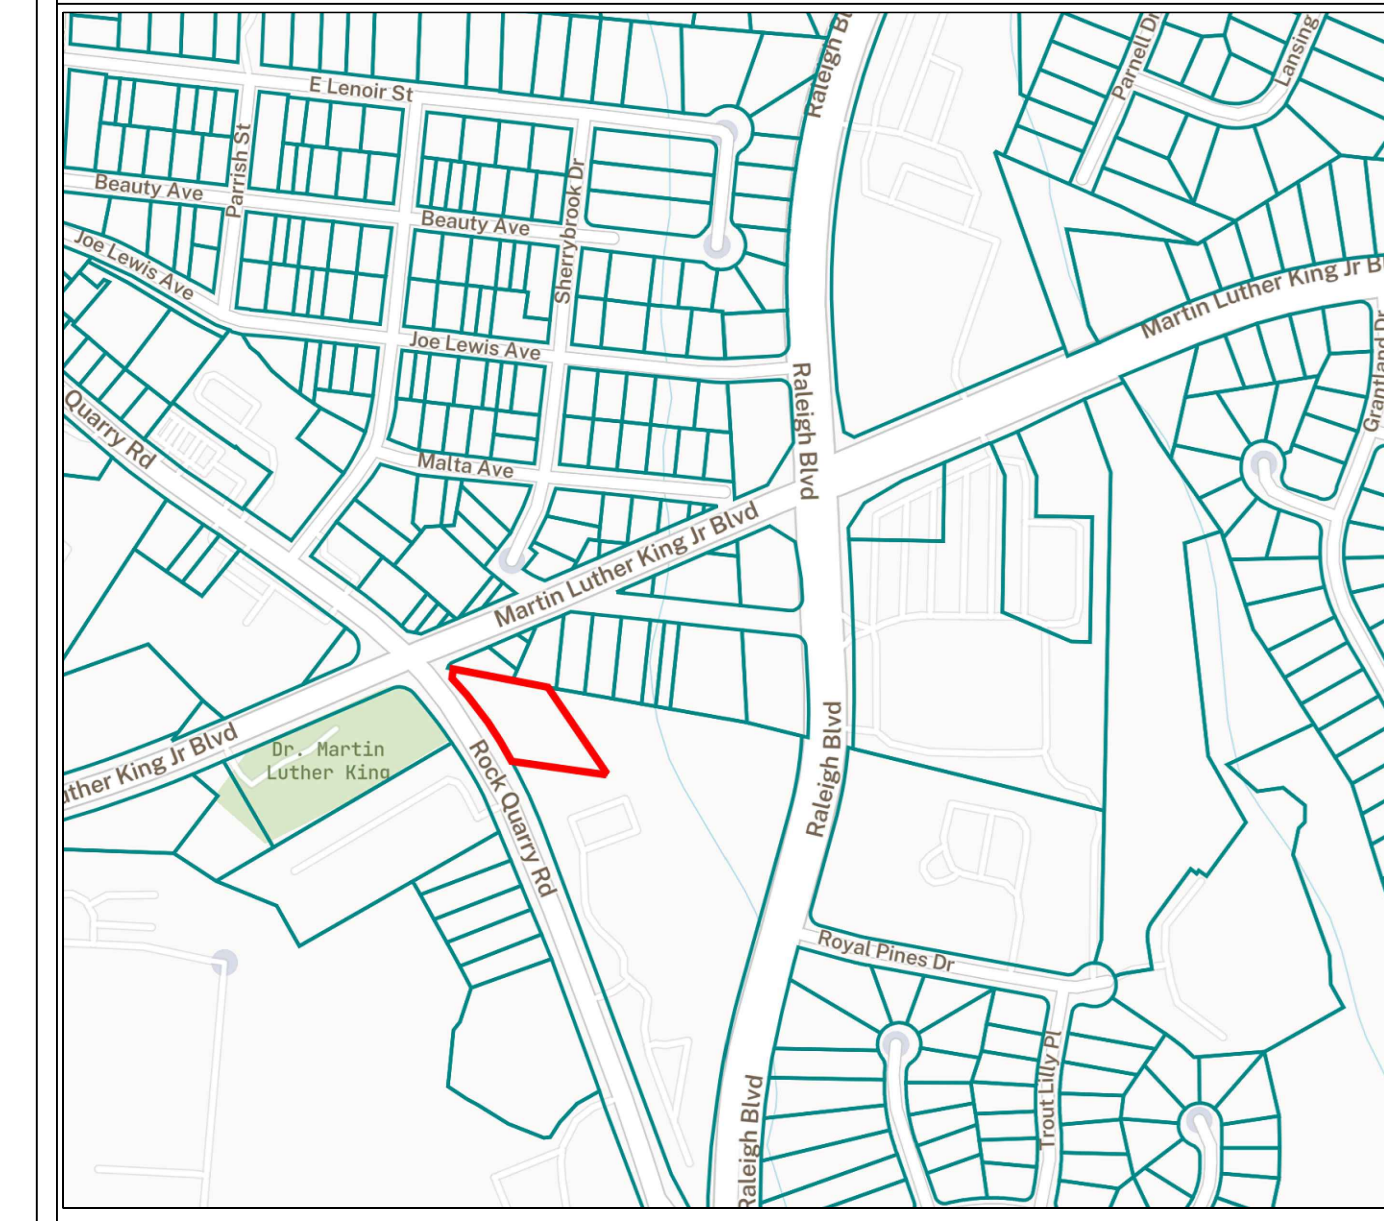 Raleigh Bl
Parnell Dr
Lansing
E Lenoir St
Parrish St
Beauty Ave
Beauty Ave
Sherrybrook Dr
Joe Lewis Ave
Martin Luther King Jr B
Grantland Dr
Joe Lewis Ave
Raleigh Blvd
Quarry Rd
Malta Ave
Martin Luther King Jr Blvd
uther King Jr Blvd
Dr. Martin
Luther King
Rock Quarry Rd
Raleigh Blvd
Royal Pines Dr
Trout Lilly Pl
Raleigh Blvd